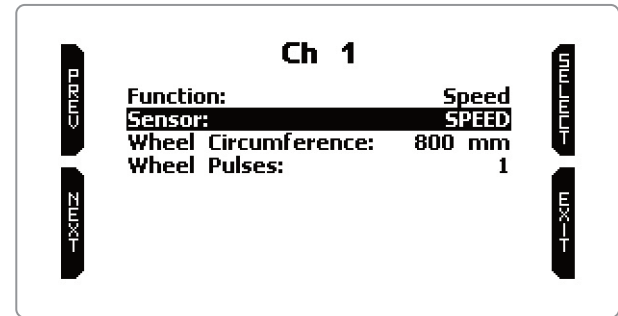 Ch 1
PREV
SELECT
Function: Speed
Sensor: SPEED
Wheel Circumference: 800 mm
Wheel Pulses: 1
NEXT
EXIT